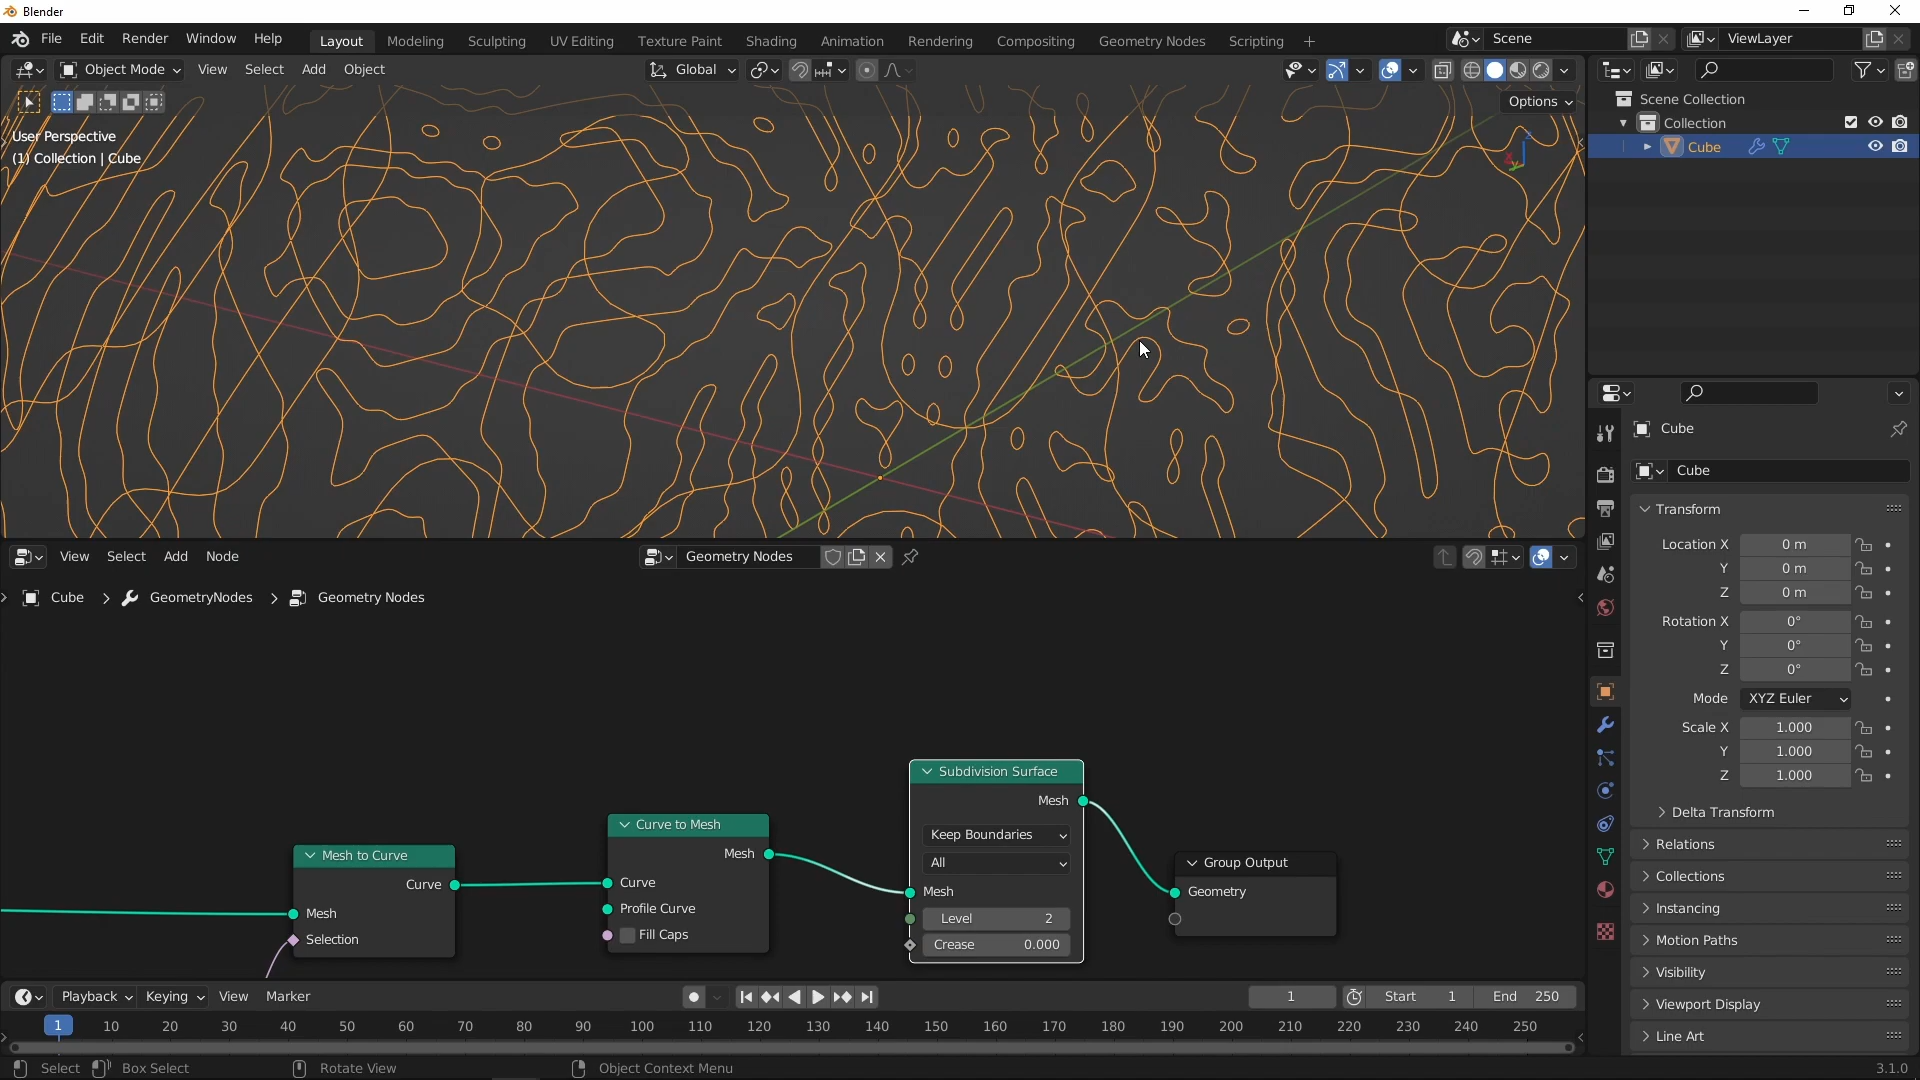 Blender
File Edit Render Window Help Layout Modeling Sculpting UV Editing Texture Paint Shading Animation Rendering Compositing Geometry Nodes Scripting + Scene ViewLayer
Object Mode View Select Add Object Global
Options
User Perspective
(1) Collection | Cube
Scene Collection
Collection
Cube
Cube
Cube
Transform
Location X 0 m
Y 0 m
Z 0 m
Rotation X 0°
Y 0°
Z 0°
Mode XYZ Euler
Scale X 1.000
Y 1.000
Z 1.000
Delta Transform
Relations
Collections
Instancing
Motion Paths
Visibility
Viewport Display
Line Art
View Select Add Node Geometry Nodes
Cube > GeometryNodes > Geometry Nodes
Mesh to Curve
Curve
Mesh
Selection
Curve to Mesh
Mesh
Curve
Profile Curve
Fill Caps
Subdivision Surface
Mesh
Keep Boundaries
All
Mesh
Level 2
Crease 0.000
Group Output
Geometry
Playback Keying View Marker 1 Start 1 End 250
1 10 20 30 40 50 60 70 80 90 100 110 120 130 140 150 160 170 180 190 200 210 220 230 240 250
Select Box Select Rotate View Object Context Menu 3.1.0